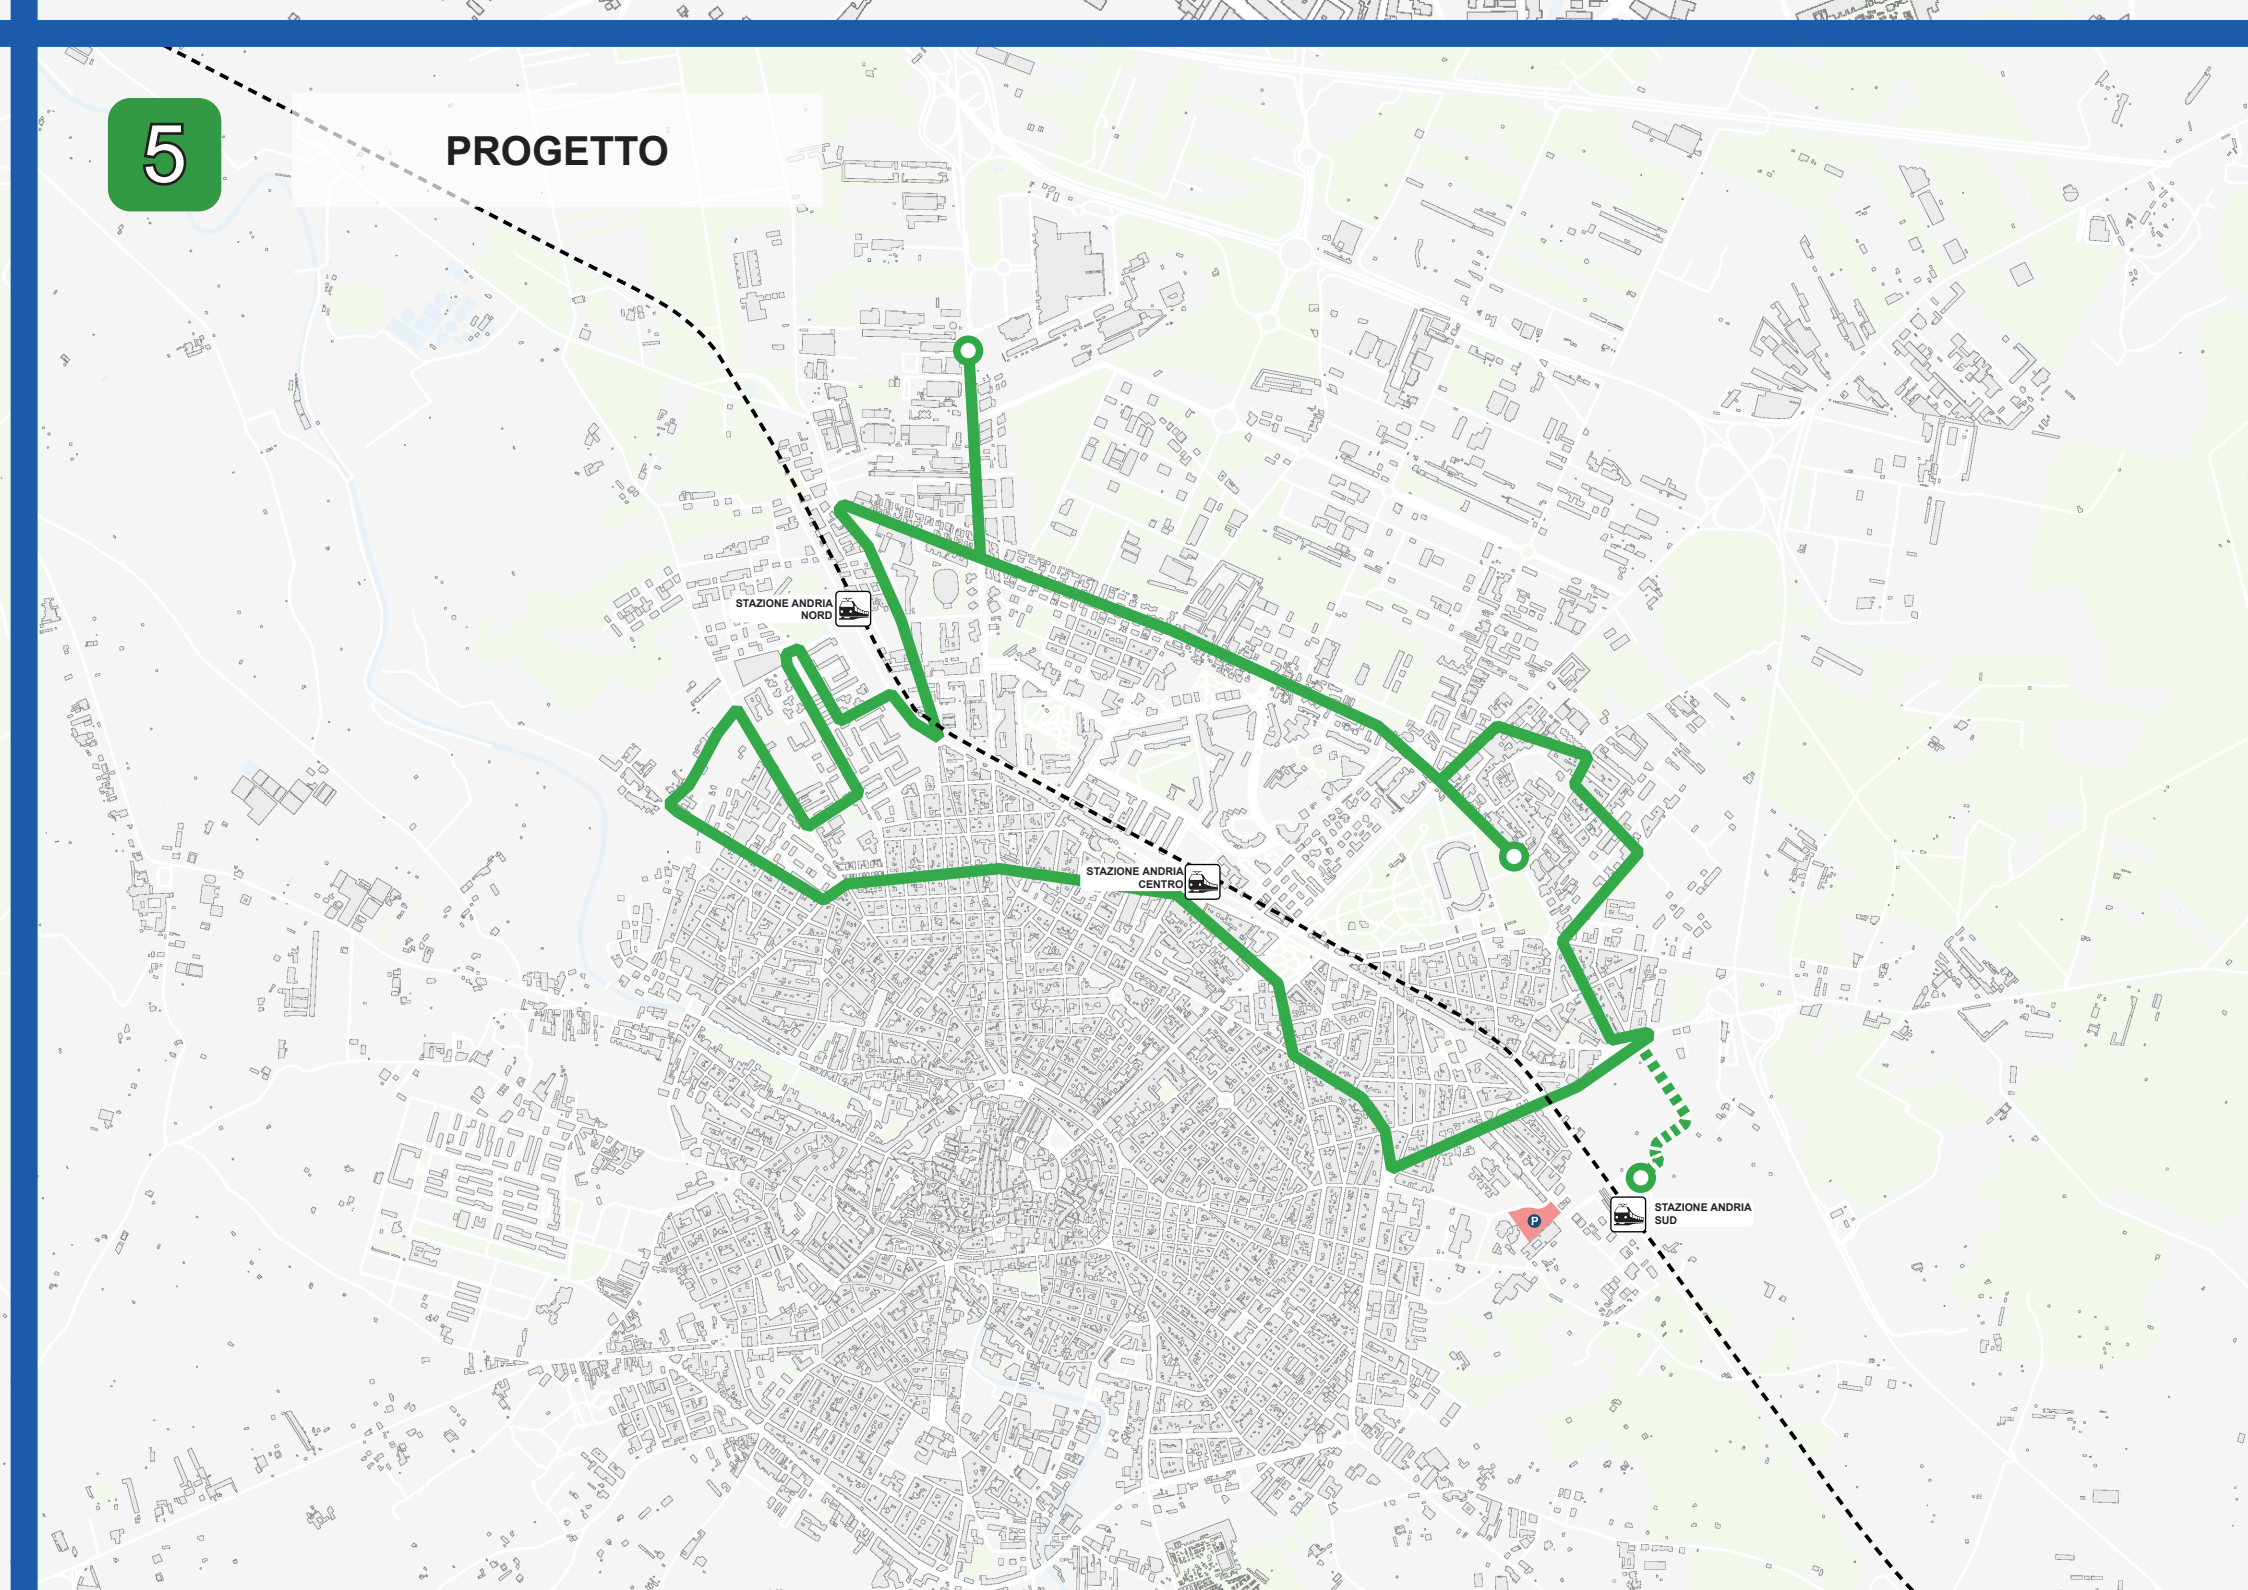 5
PROGETTO
STAZIONE ANDRIA
NORD
STAZIONE ANDRIA
CENTRO
P
STAZIONE ANDRIA
SUD